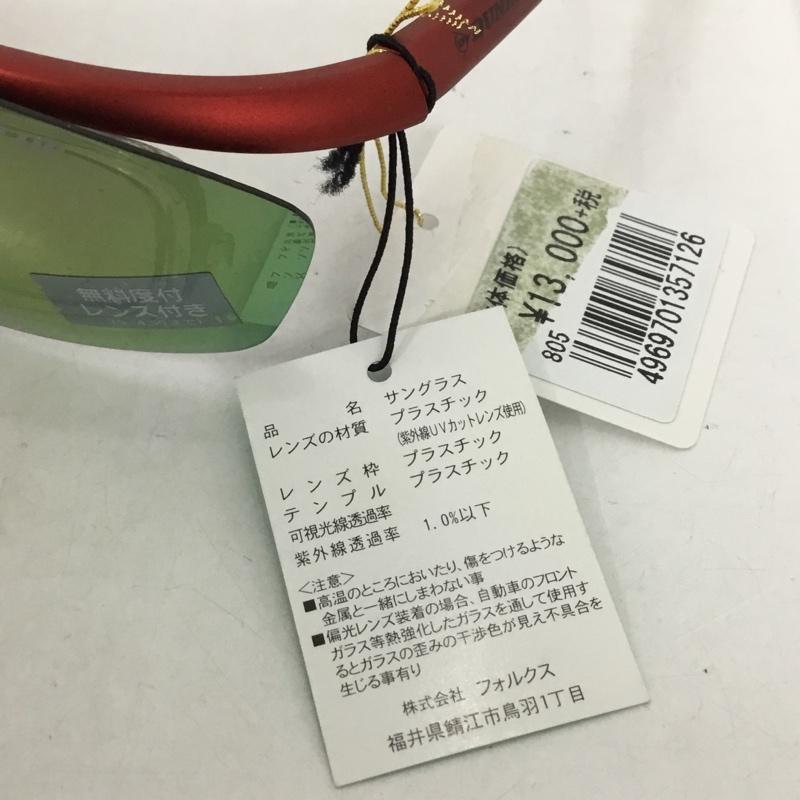 無料度付
レンズ付き
体価格)
¥13,000+税
805
4969701357126
品名 サングラス
レンズの材質 プラスチック
(紫外線UVカットレンズ使用)
レンズ枠 プラスチック
テンプル プラスチック
可視光線透過率
紫外線透過率 1.0%以下
<注意>
■高温のところにおいたり、傷をつけるような
金属と一緒にしまわない事
■偏光レンズ装着の場合、自動車のフロント
ガラス等熱強化したガラスを通して使用す
るとガラスの歪みの干渉色が見え不具合を
生じる事有り
株式会社 フォルクス
福井県鯖江市鳥羽1丁目